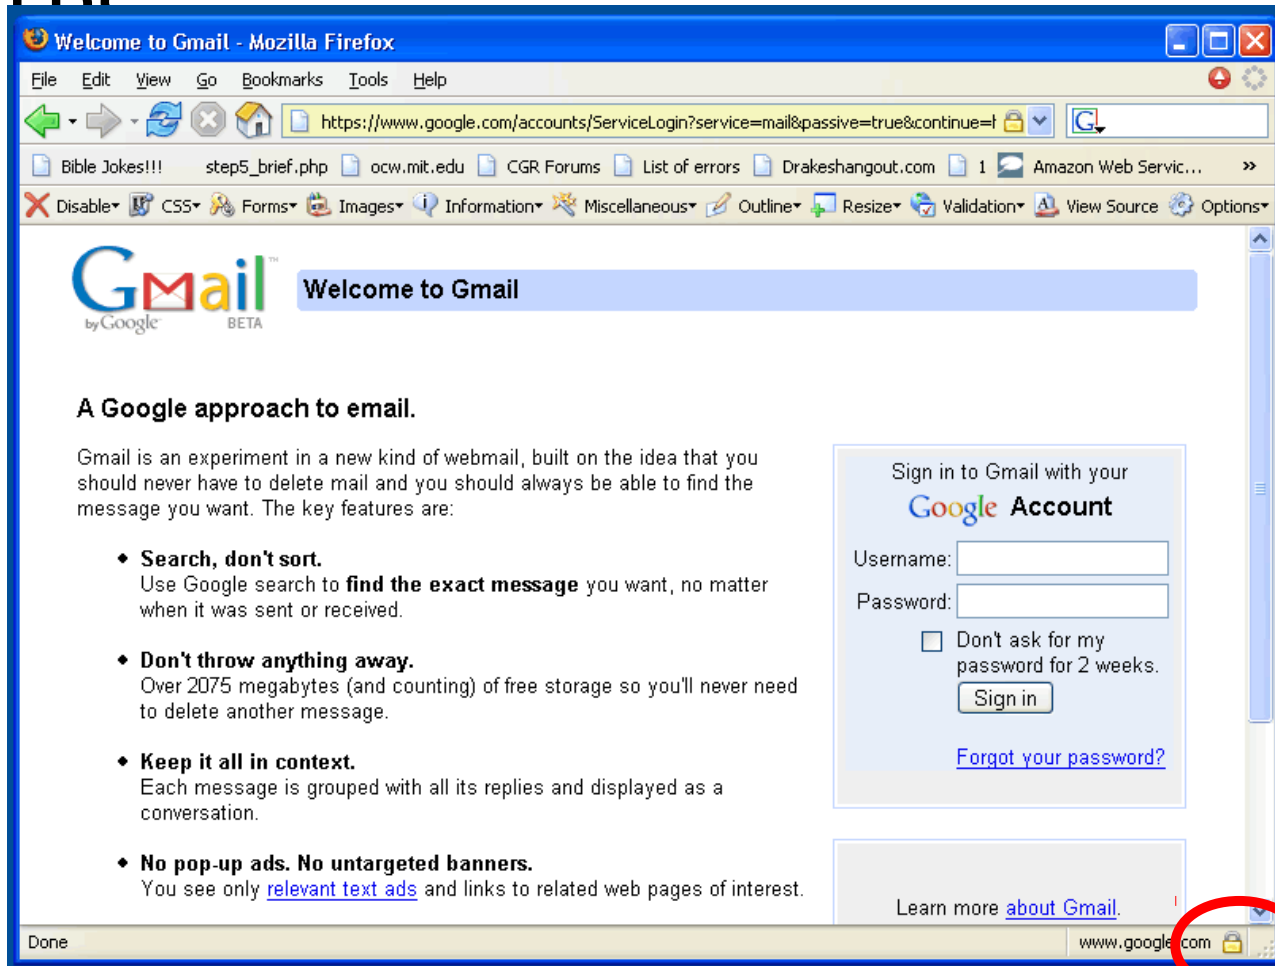 Welcome to Gmail - Mozilla Firefox
File Edit View Go Bookmarks Tools Help
https://www.google.com/accounts/ServiceLogin?service=mail&passive=true&continue=h
G
Bible Jokes!!! step5_brief.php ocw.mit.edu CGR Forums List of errors Drakeshangout.com 1 Amazon Web Servic... »
Disable CSS Forms Images Information Miscellaneous Outline Resize Validation View Source Options
Gmail™ by Google BETA
Welcome to Gmail
A Google approach to email.
Gmail is an experiment in a new kind of webmail, built on the idea that you
should never have to delete mail and you should always be able to find the
message you want. The key features are:
Search, don't sort.
Use Google search to find the exact message you want, no matter
when it was sent or received.
Don't throw anything away.
Over 2075 megabytes (and counting) of free storage so you'll never need
to delete another message.
Keep it all in context.
Each message is grouped with all its replies and displayed as a
conversation.
No pop-up ads. No untargeted banners.
You see only relevant text ads and links to related web pages of interest.
Sign in to Gmail with your
Google Account
Username:
Password:
Don't ask for my
password for 2 weeks.
Sign in
Forgot your password?
Learn more about Gmail.
Done
www.google.com